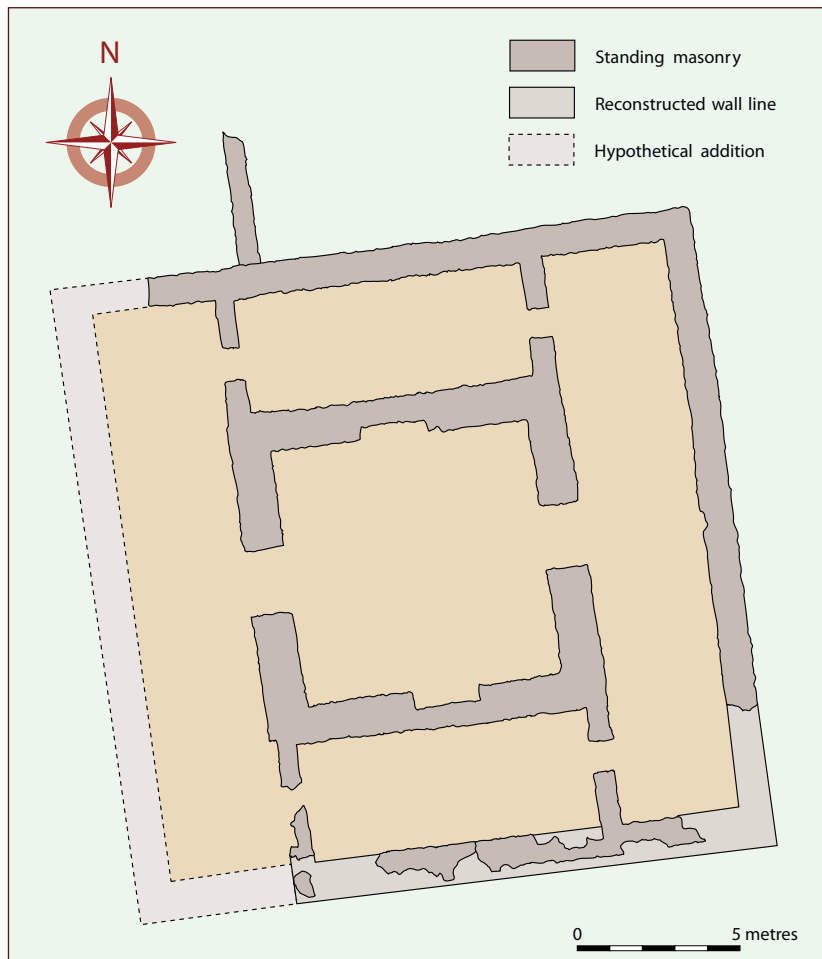 N
Standing masonry
Reconstructed wall line
Hypothetical addition
0 5 metres